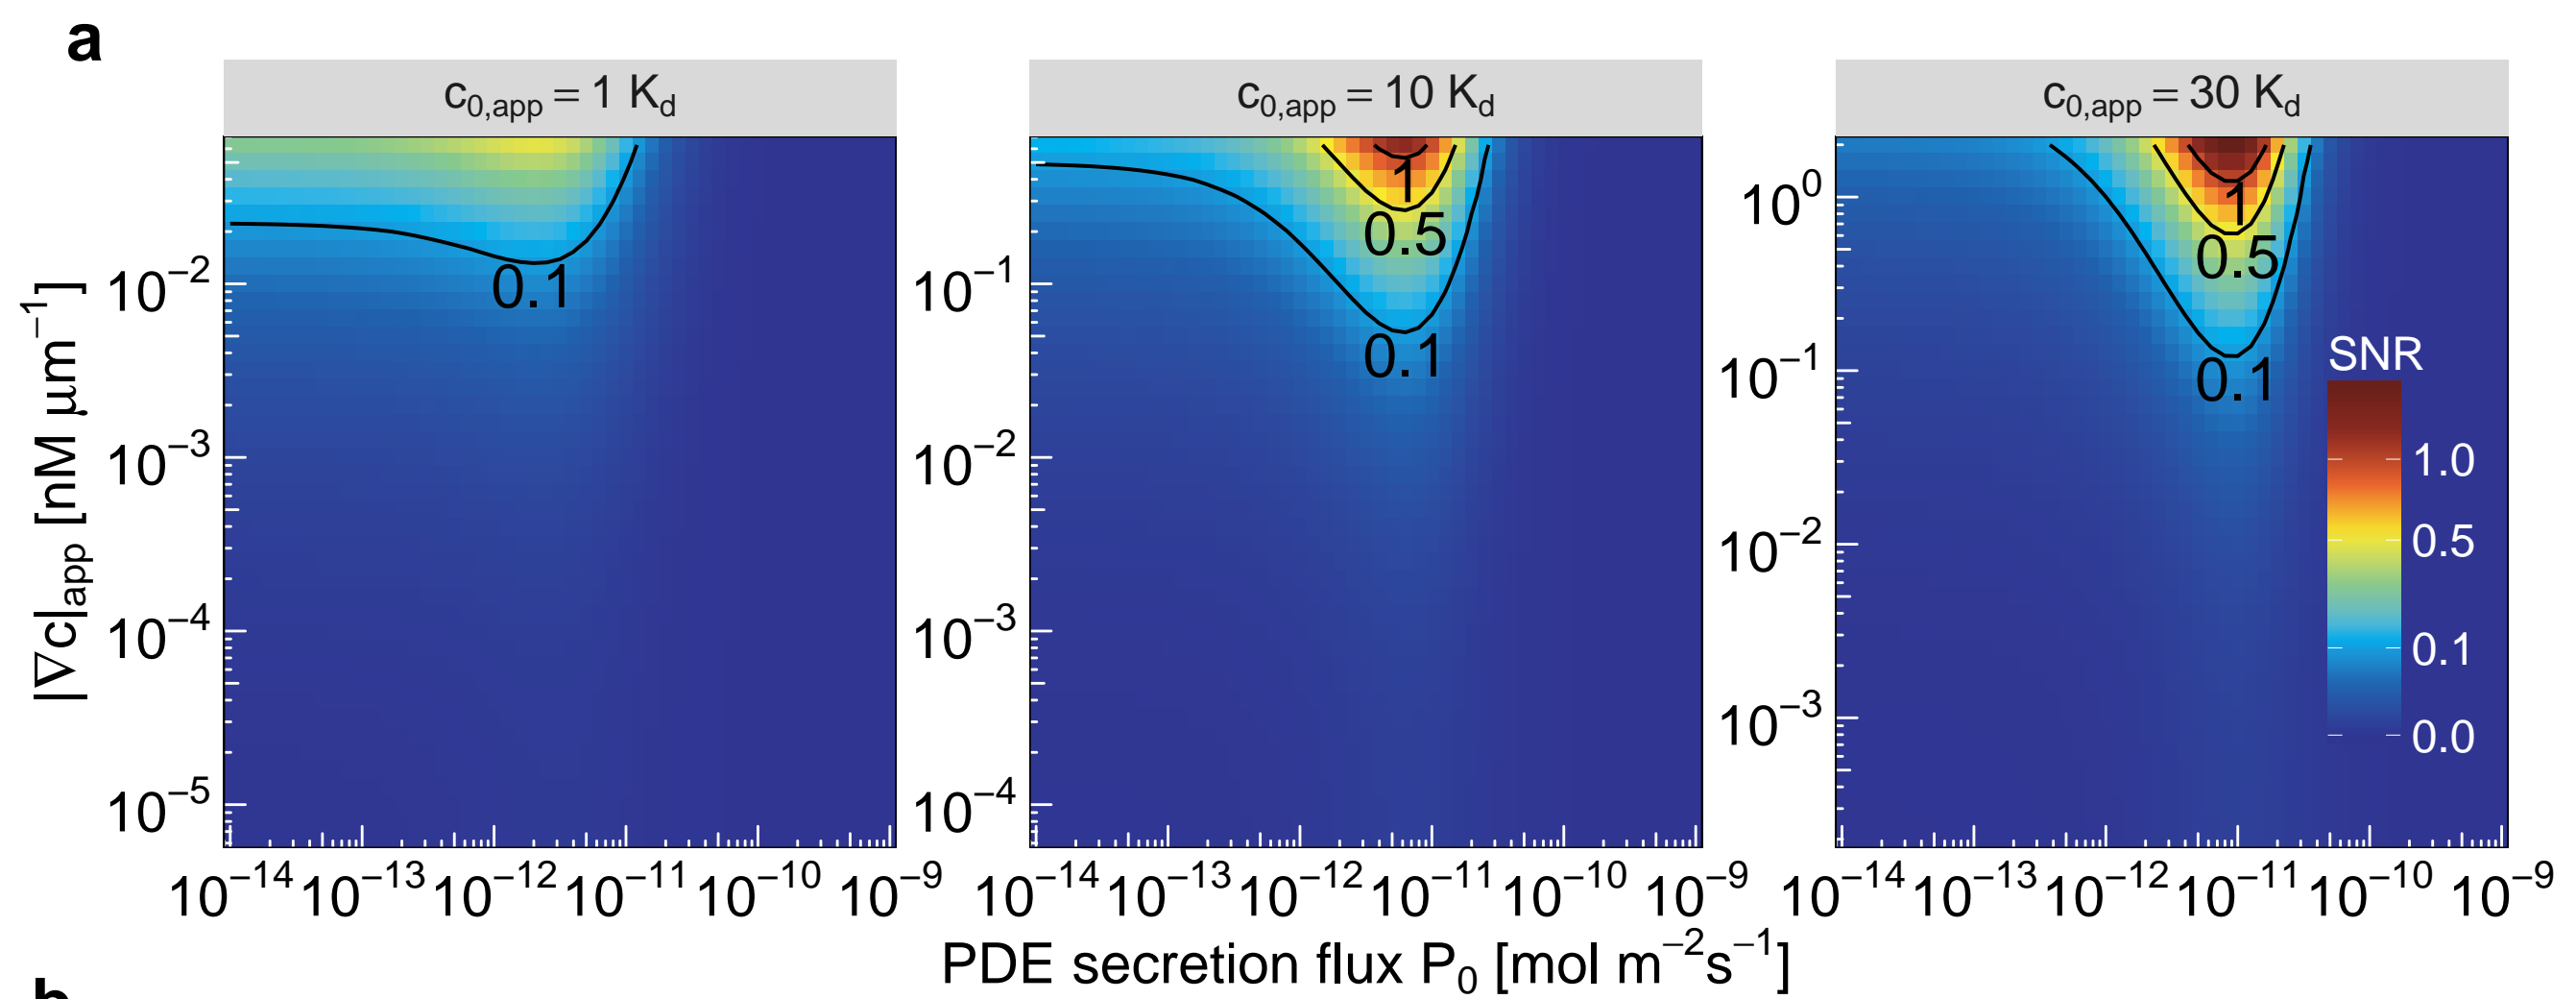 a
c0,app = 1 Kd
c0,app = 10 Kd
c0,app = 30 Kd
|∇c|app [nM μm⁻¹]
10⁻²
10⁻³
10⁻⁴
10⁻⁵
0.1
10⁻¹⁴ 10⁻¹³ 10⁻¹² 10⁻¹¹ 10⁻¹⁰ 10⁻⁹
10⁻¹
10⁻²
10⁻³
10⁻⁴
1
0.5
0.1
10⁻¹⁴ 10⁻¹³ 10⁻¹² 10⁻¹¹ 10⁻¹⁰ 10⁻⁹
10⁰
10⁻¹
10⁻²
10⁻³
1
0.5
0.1
SNR
1.0
0.5
0.1
0.0
10⁻¹⁴ 10⁻¹³ 10⁻¹² 10⁻¹¹ 10⁻¹⁰ 10⁻⁹
PDE secretion flux P0 [mol m⁻²s⁻¹]
b